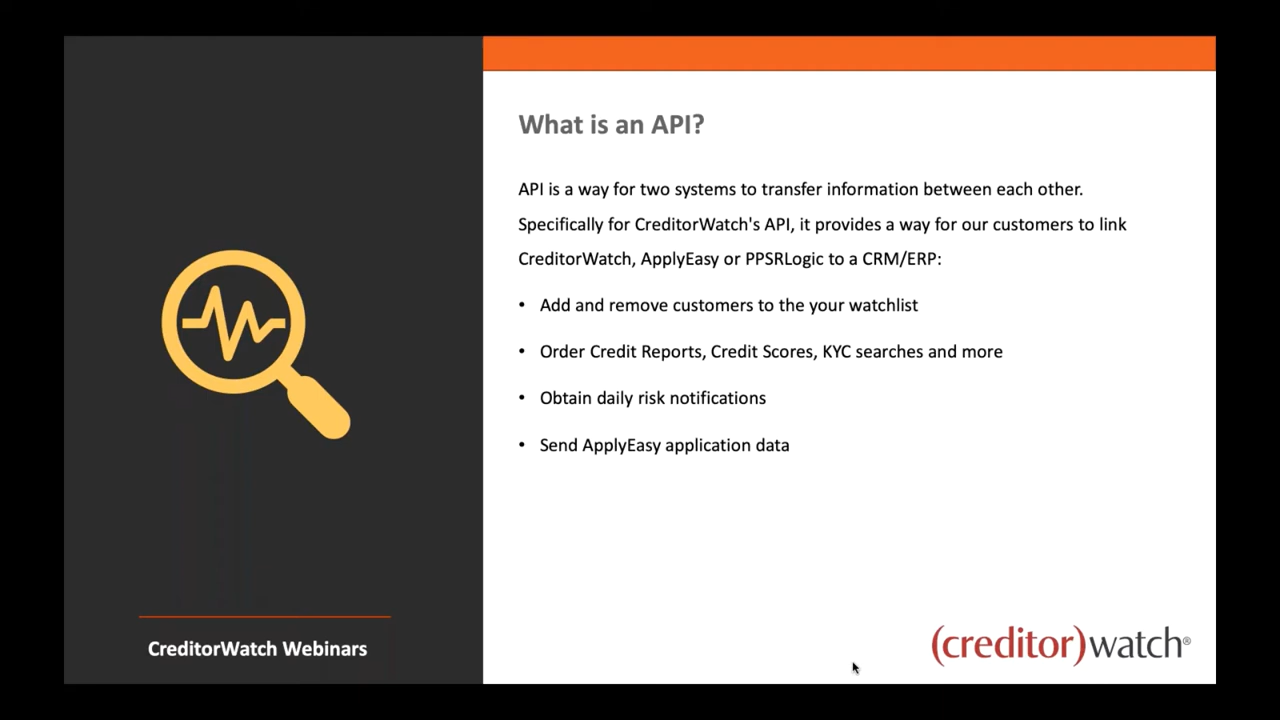 What is an API?
API is a way for two systems to transfer information between each other.
Specifically for CreditorWatch's API, it provides a way for our customers to link
CreditorWatch, ApplyEasy or PPSRLogic to a CRM/ERP:
• Add and remove customers to the your watchlist
• Order Credit Reports, Credit Scores, KYC searches and more
• Obtain daily risk notifications
• Send ApplyEasy application data
CreditorWatch Webinars
(creditor)watch®